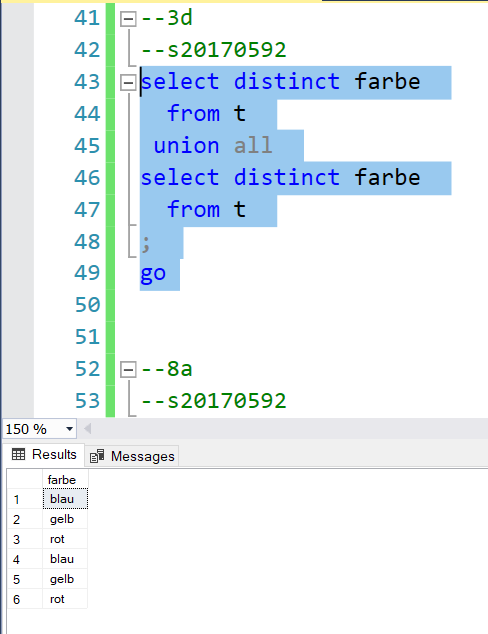 41 --3d
42 --s20170592
43 select distinct farbe
44 from t
45 union all
46 select distinct farbe
47 from t
48 ;
49 go
50
51
52 --8a
53 --s20170592
150 %
Results Messages
farbe
1 blau
2 gelb
3 rot
4 blau
5 gelb
6 rot